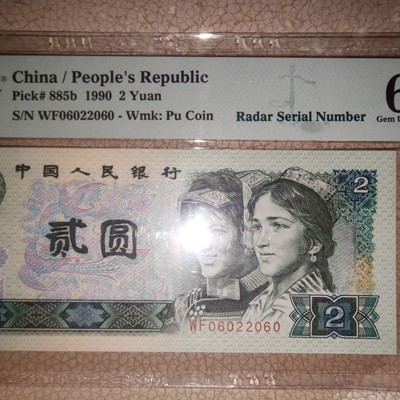 China / People's Republic
Pick# 885b 1990 2 Yuan
S/N WF06022060 - Wmk: Pu Coin
Radar Serial Number
6
Gem U
中国人民银行
贰圆
2
WF06022060
2